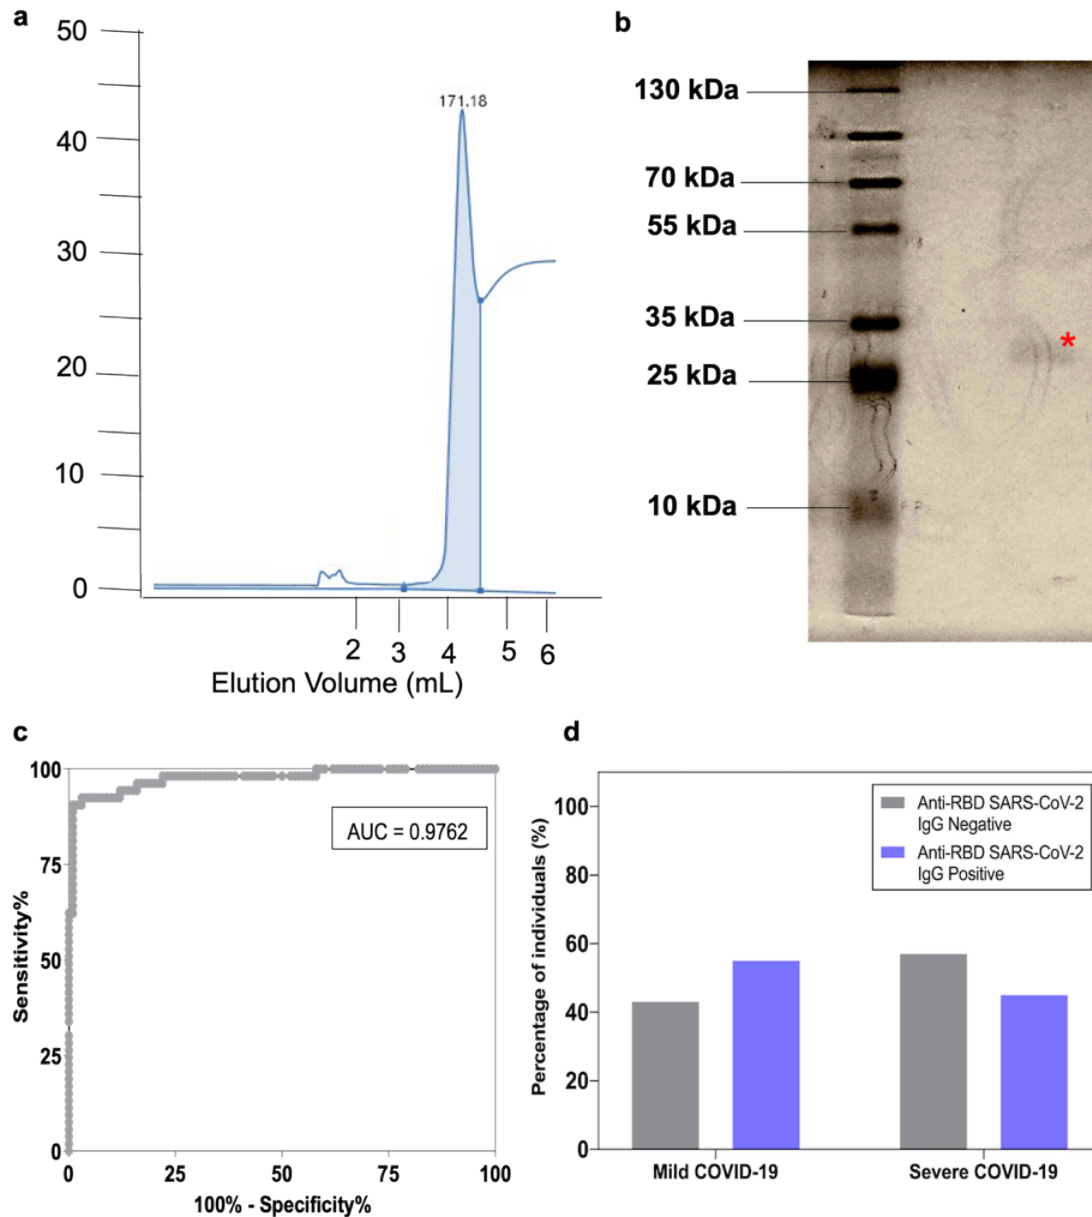 a
50
40
30
20
10
0
171.18
2 3 4 5 6
Elution Volume (mL)
b
130 kDa
70 kDa
55 kDa
35 kDa
25 kDa
10 kDa
*
c
Sensitivity%
100
75
50
25
0
AUC = 0.9762
0 25 50 75 100
100% - Specificity%
d
Percentage of individuals (%)
100
80
60
40
20
0
Anti-RBD SARS-CoV-2
IgG Negative
Anti-RBD SARS-CoV-2
IgG Positive
Mild COVID-19 Severe COVID-19